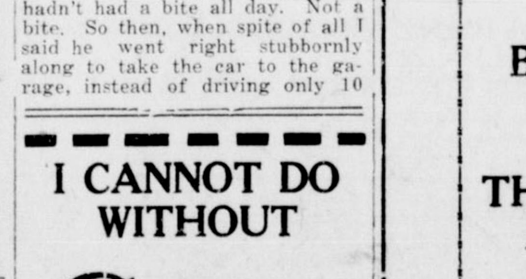 hadn't had a bite all day. Not a
bite. So then, when spite of all I
said he went right stubbornly
along to take the car to the ga-
rage, instead of driving only 10
I CANNOT DO
WITHOUT